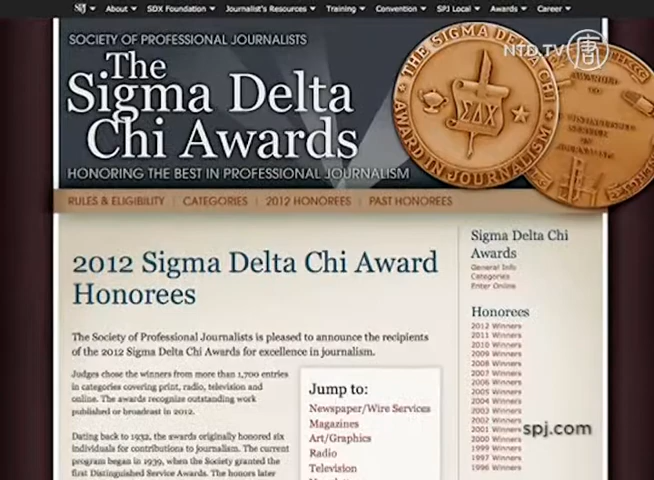 spj
About
SDX Foundation
Journalist's Resources
Training
Convention
SPJ Local
Awards
Career
SOCIETY OF PROFESSIONAL JOURNALISTS
The
Sigma Delta
Chi Awards
HONORING THE BEST IN PROFESSIONAL JOURNALISM
THE SIGMA DELTA CHI
AWARD IN JOURNALISM
ΣΔΧ
AWARDED
TO
DISTINGUISHED
SERVICE
IN
JOURNALISM
NTD.TV 唐
RULES & ELIGIBILITY
CATEGORIES
2012 HONOREES
PAST HONOREES
2012 Sigma Delta Chi Award
Honorees
The Society of Professional Journalists is pleased to announce the recipients
of the 2012 Sigma Delta Chi Awards for excellence in journalism.
Judges chose the winners from more than 1,700 entries
in categories covering print, radio, television and
online. The awards recognize outstanding work
published or broadcast in 2012.
Dating back to 1932, the awards originally honored six
individuals for contributions to journalism. The current
program began in 1939, when the Society granted the
first Distinguished Service Awards. The honors later
Jump to:
Newspaper/Wire Services
Magazines
Art/Graphics
Radio
Television
Sigma Delta Chi
Awards
General Info
Categories
Enter Online
Honorees
2012 Winners
2011 Winners
2010 Winners
2009 Winners
2008 Winners
2007 Winners
2006 Winners
2005 Winners
2004 Winners
2003 Winners
2002 Winners
2001 Winners
2000 Winners
1999 Winners
1997 Winners
1996 Winners
spj.com